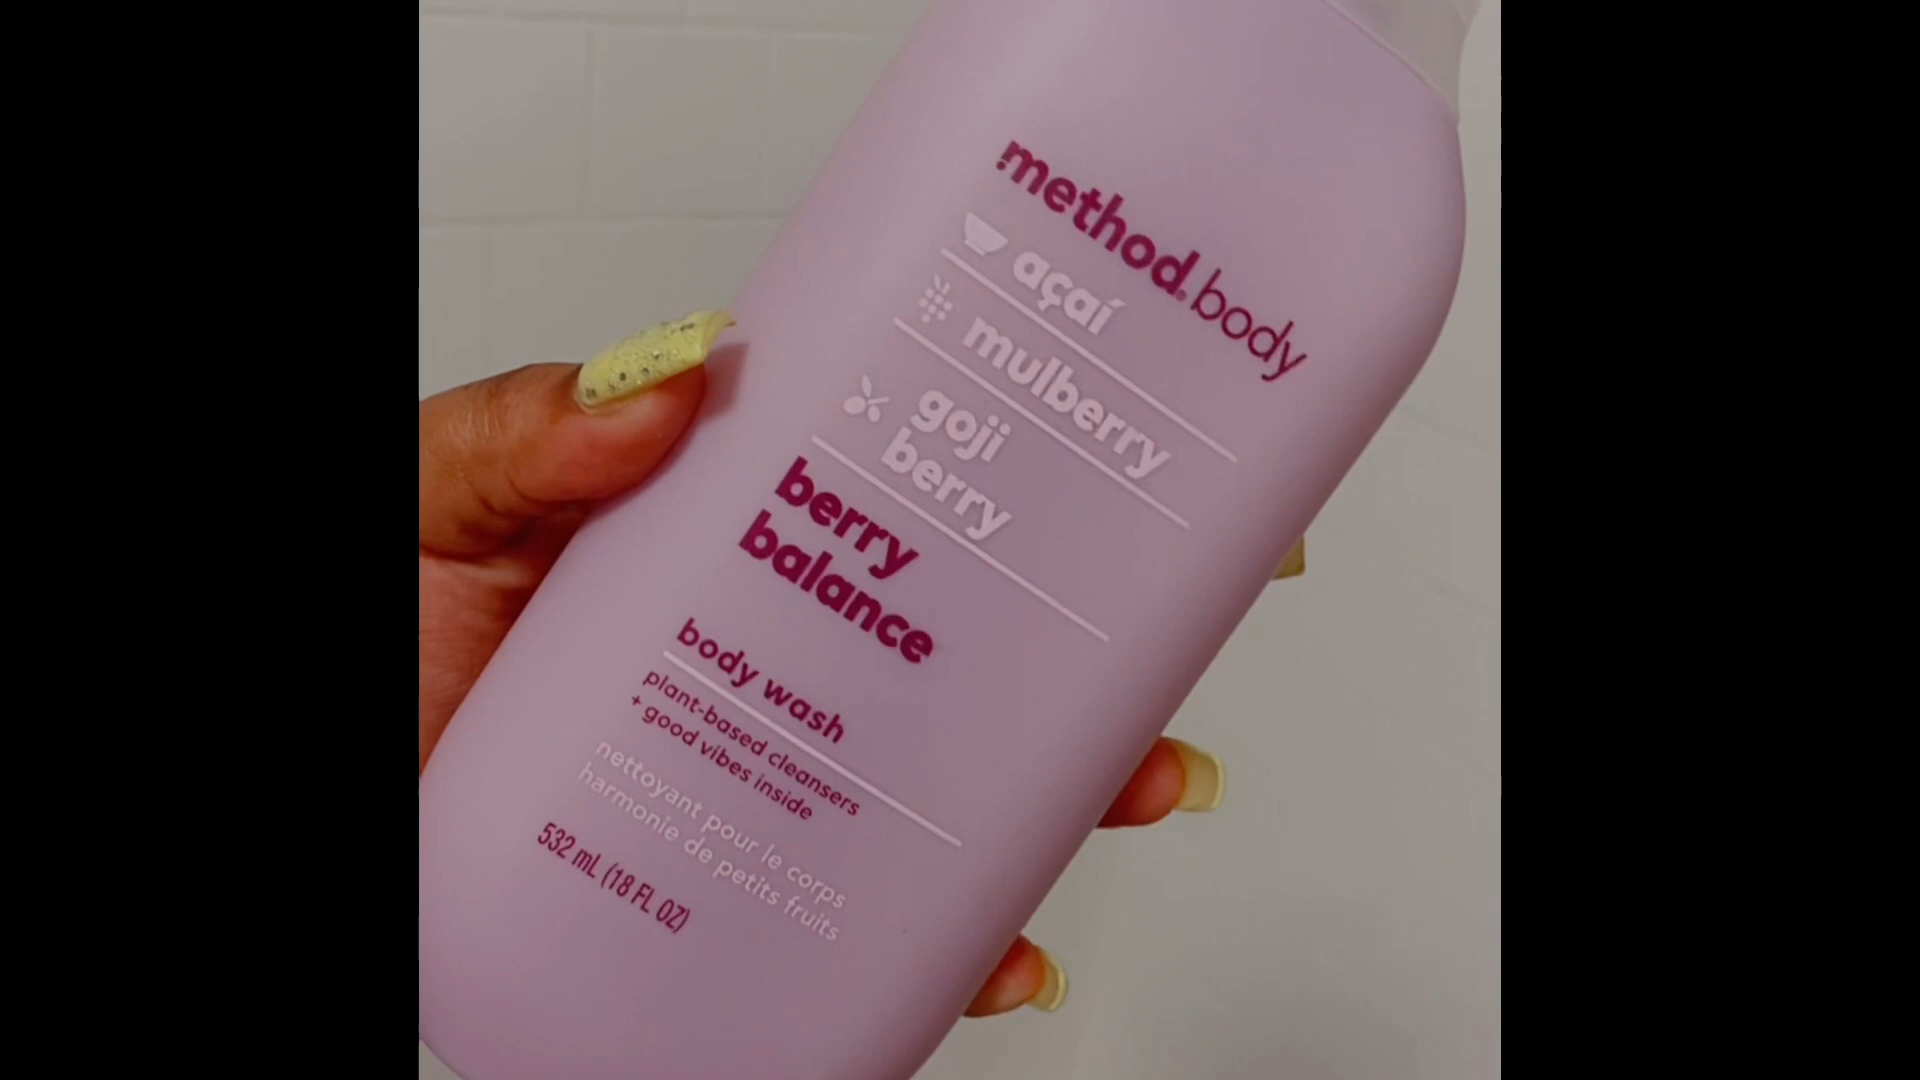 method.body
açaí
mulberry
goji
berry
berry
balance
body wash
plant-based cleansers
+ good vibes inside
nettoyant pour le corps
harmonie de petits fruits
532 mL (18 FL OZ)